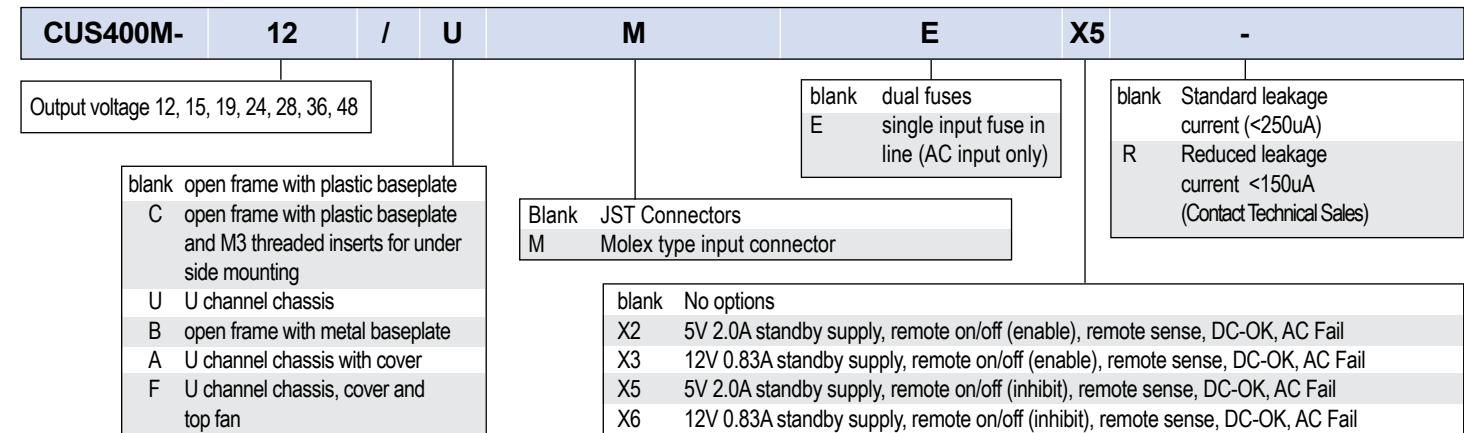 CUS400M- 12 / U M E X5 -
Output voltage 12, 15, 19, 24, 28, 36, 48
blank open frame with plastic baseplate
C open frame with plastic baseplate
and M3 threaded inserts for under
side mounting
U U channel chassis
B open frame with metal baseplate
A U channel chassis with cover
F U channel chassis, cover and
top fan
Blank JST Connectors
M Molex type input connector
blank dual fuses
E single input fuse in
line (AC input only)
blank No options
X2 5V 2.0A standby supply, remote on/off (enable), remote sense, DC-OK, AC Fail
X3 12V 0.83A standby supply, remote on/off (enable), remote sense, DC-OK, AC Fail
X5 5V 2.0A standby supply, remote on/off (inhibit), remote sense, DC-OK, AC Fail
X6 12V 0.83A standby supply, remote on/off (inhibit), remote sense, DC-OK, AC Fail
blank Standard leakage
current (<250uA)
R Reduced leakage
current <150uA
(Contact Technical Sales)